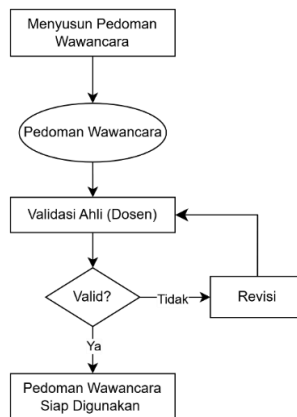 Menyusun Pedoman
Wawancara
Pedoman Wawancara
Validasi Ahli (Dosen)
Valid?
Tidak
Revisi
Ya
Pedoman Wawancara
Siap Digunakan